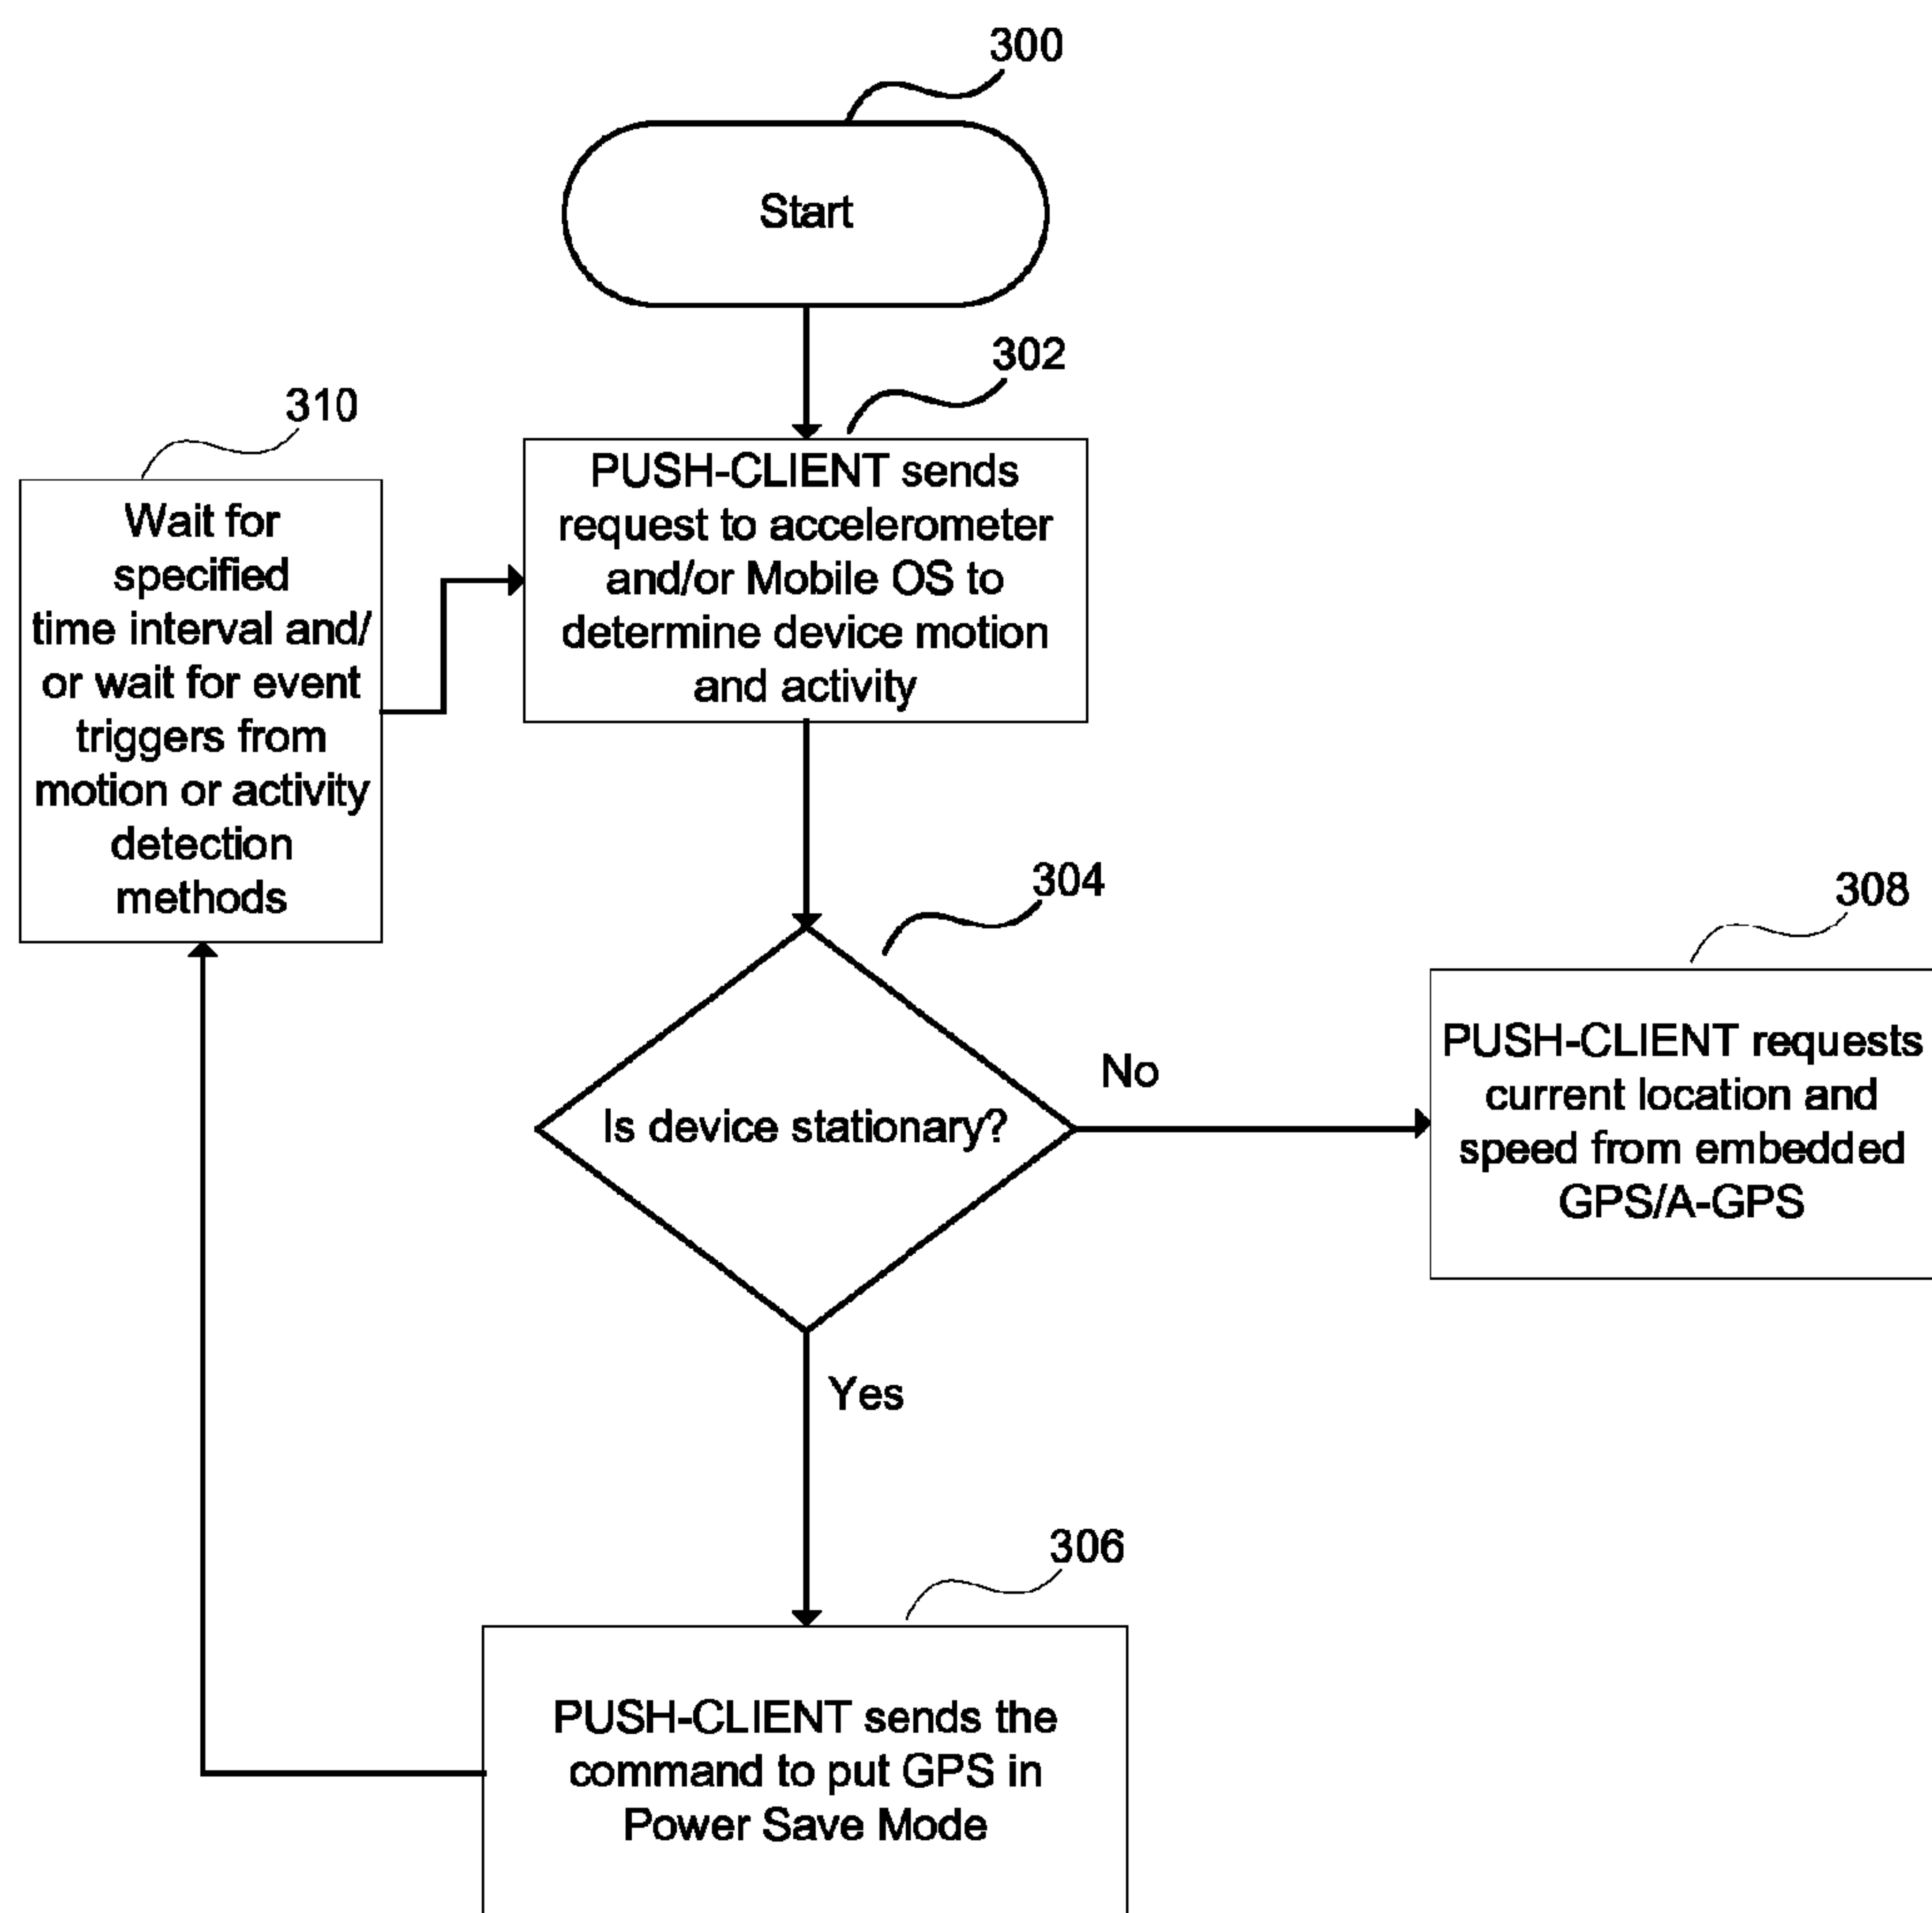 300
Start
302
310
PUSH-CLIENT sends
request to accelerometer
and/or Mobile OS to
determine device motion
and activity
Wait for
specified
time interval and/
or wait for event
triggers from
motion or activity
detection
methods
304
308
Is device stationary?
No
PUSH-CLIENT requests
current location and
speed from embedded
GPS/A-GPS
Yes
306
PUSH-CLIENT sends the
command to put GPS in
Power Save Mode